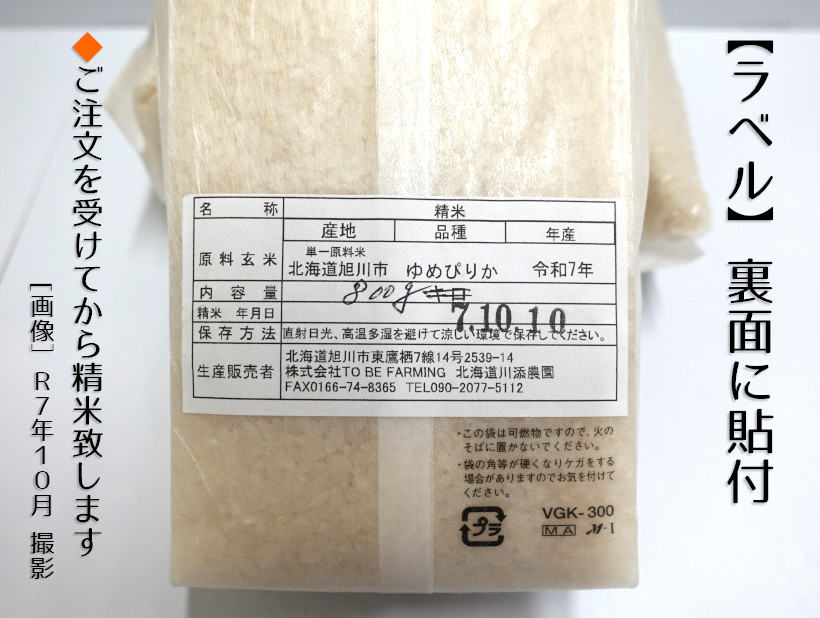 【ラベル】裏面に貼付
◆ご注文を受けてから精米致します
［画像］R7年10月 撮影
名称 精米
産地 品種 年産
原料玄米
単一原料米
北海道旭川市 ゆめぴりか 令和7年
内容量 800g キロ
精米 年月日 7.10.10
保存方法 直射日光、高温多湿を避けて涼しい環境で保存してください。
生産販売者
北海道旭川市東鷹栖7線14号2539-14
株式会社TO BE FARMING 北海道川添農園
FAX0166-74-8365 TEL090-2077-5112
・この袋は可燃物ですので、火の
そばに置かないでください。
・袋の角等が硬くなりケガをする
場合がありますのでお気を付けて
ください。
プラ
VGK-300
MA M-1